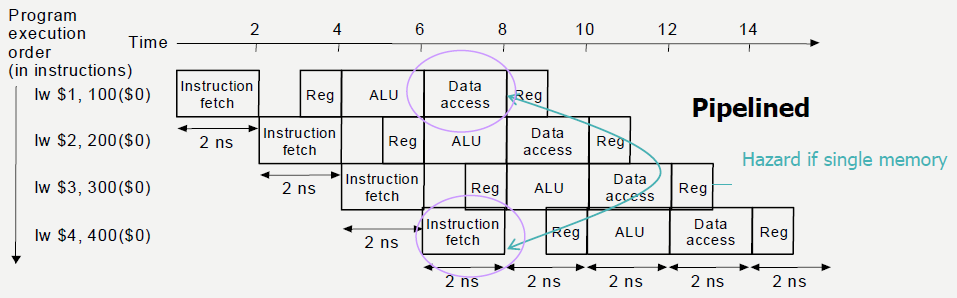 Program
execution
order
(in instructions)
Time
2 4 6 8 10 12 14
lw $1, 100($0)
Instruction
fetch
Reg
ALU
Data
access
Reg
Pipelined
2 ns
lw $2, 200($0)
Instruction
fetch
Reg
ALU
Data
access
Reg
Hazard if single memory
2 ns
lw $3, 300($0)
Instruction
fetch
Reg
ALU
Data
access
Reg
2 ns
lw $4, 400($0)
Instruction
fetch
Reg
ALU
Data
access
Reg
2 ns 2 ns 2 ns 2 ns 2 ns